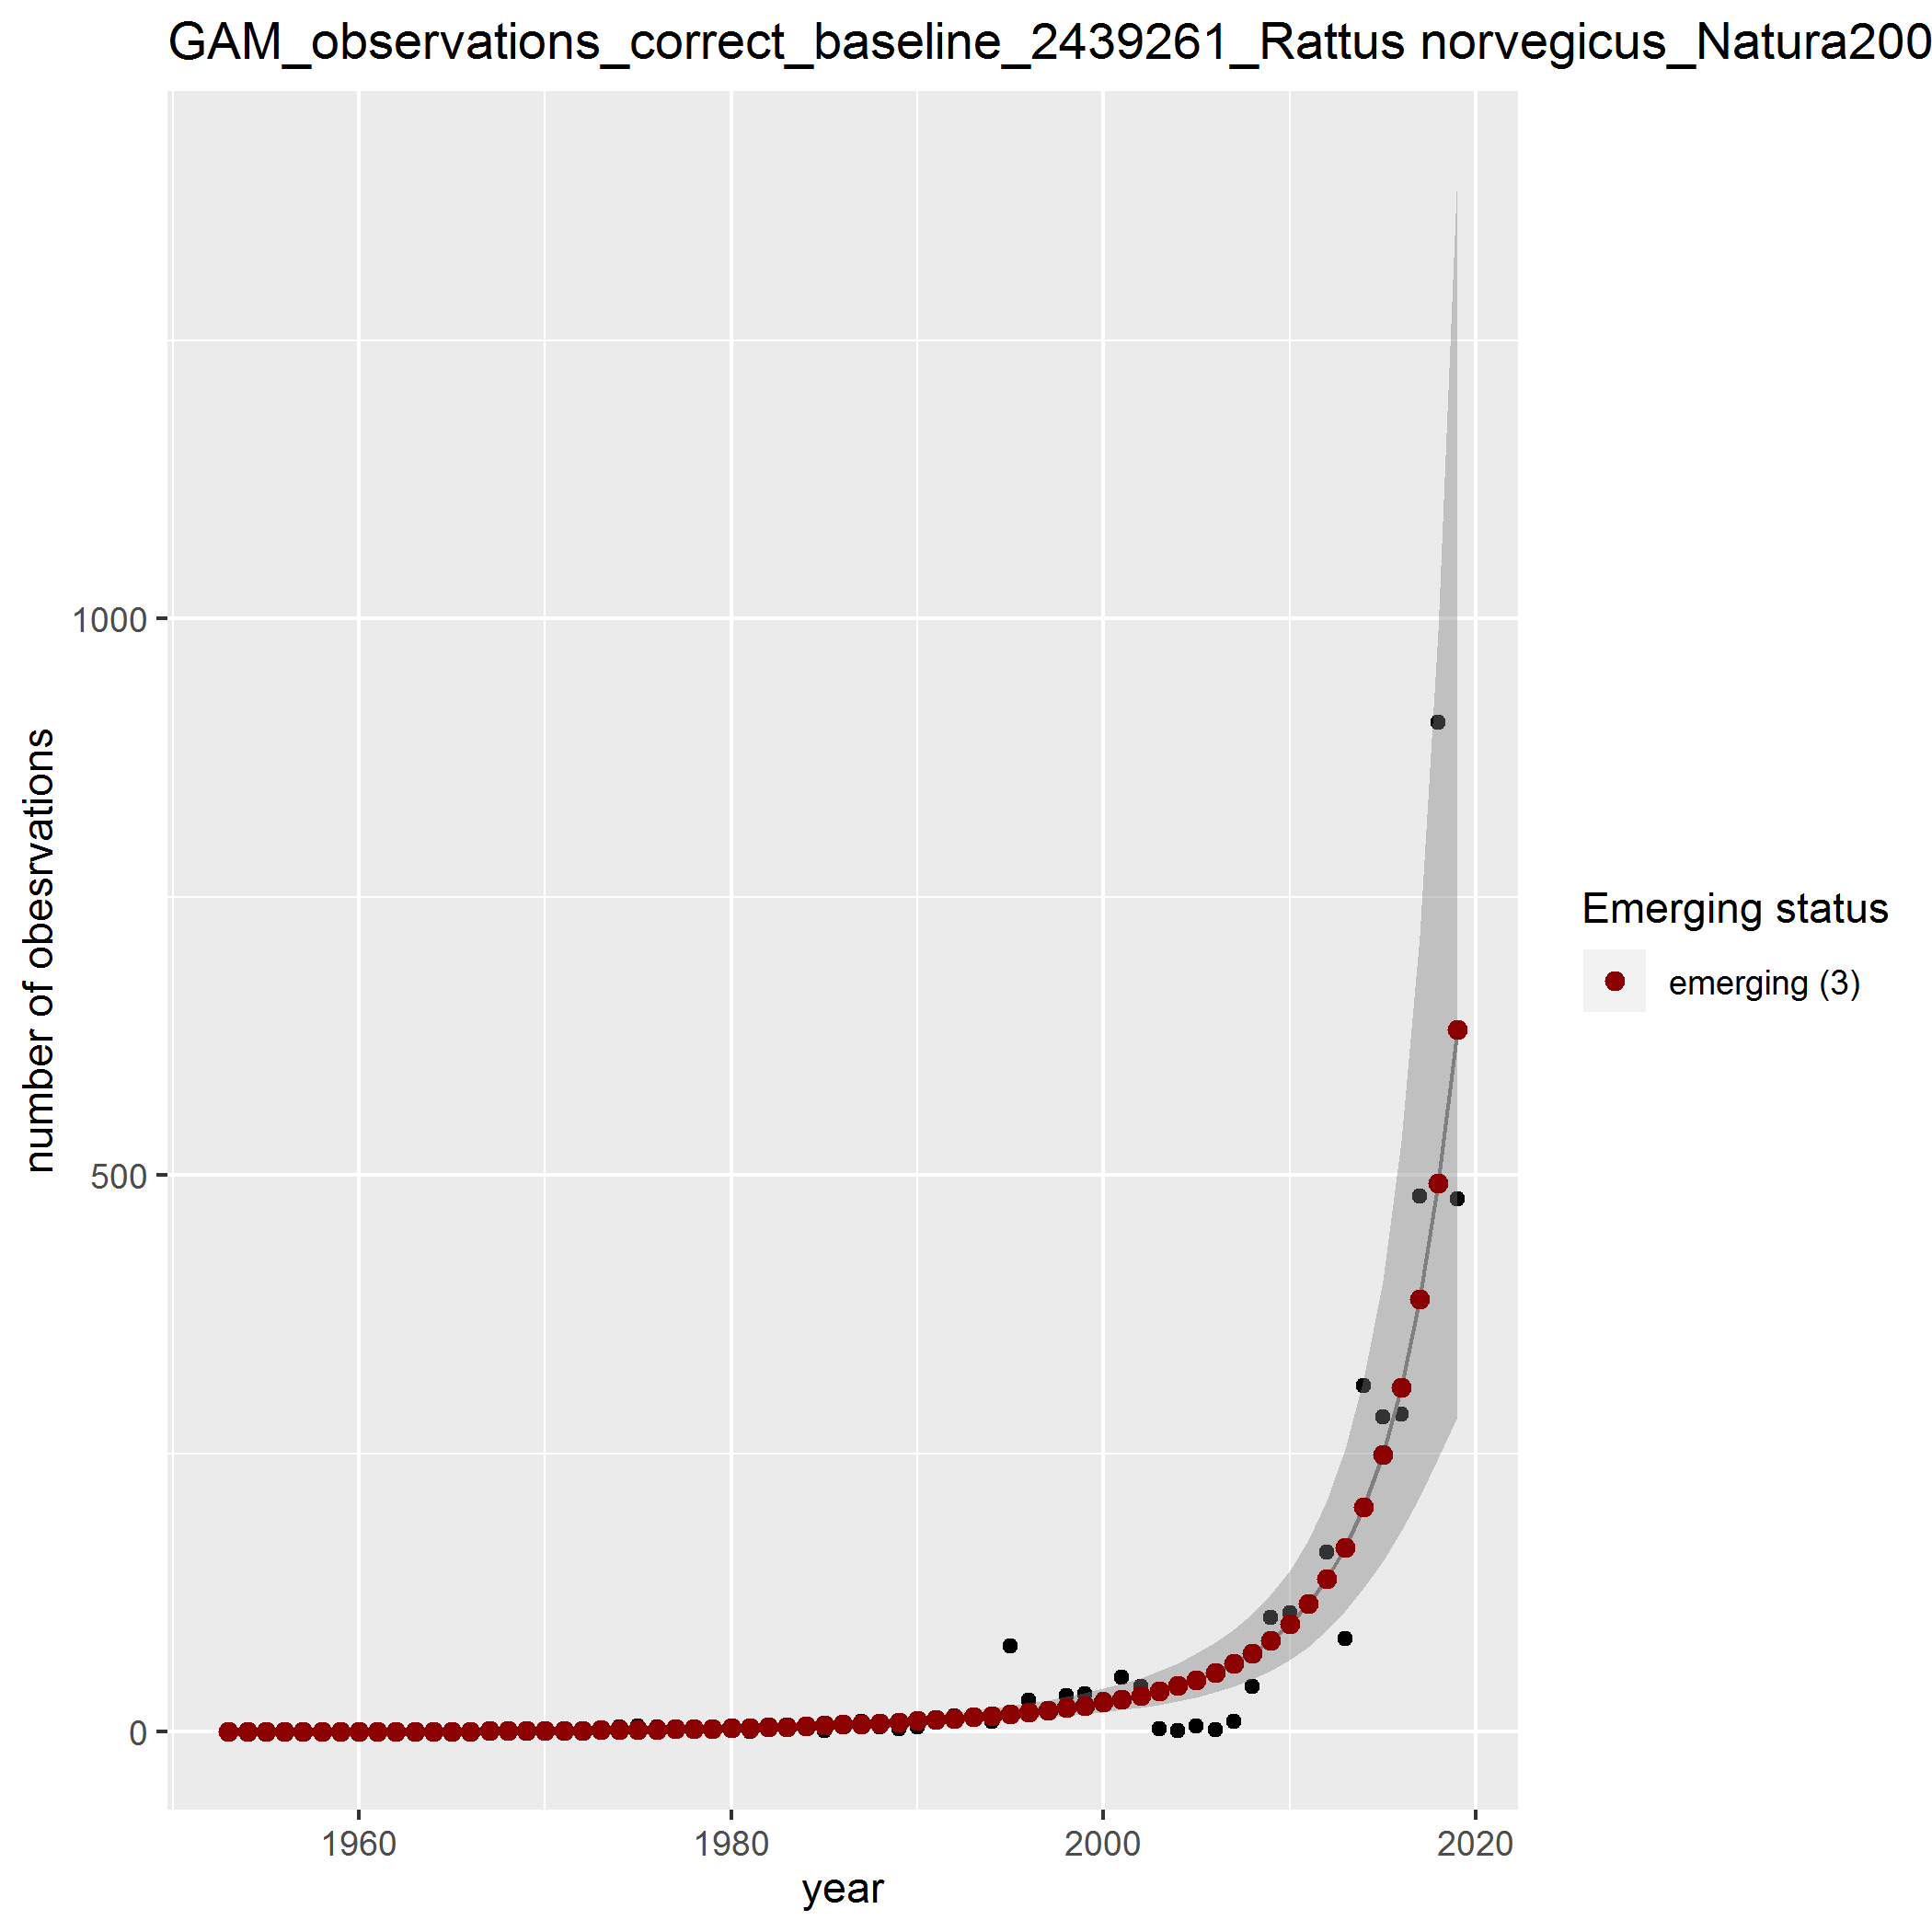 GAM_observations_correct_baseline_2439261_Rattus norvegicus_Natura200
1000
500
0
number of obesrvations
1960
1980
2000
2020
year
Emerging status
emerging (3)